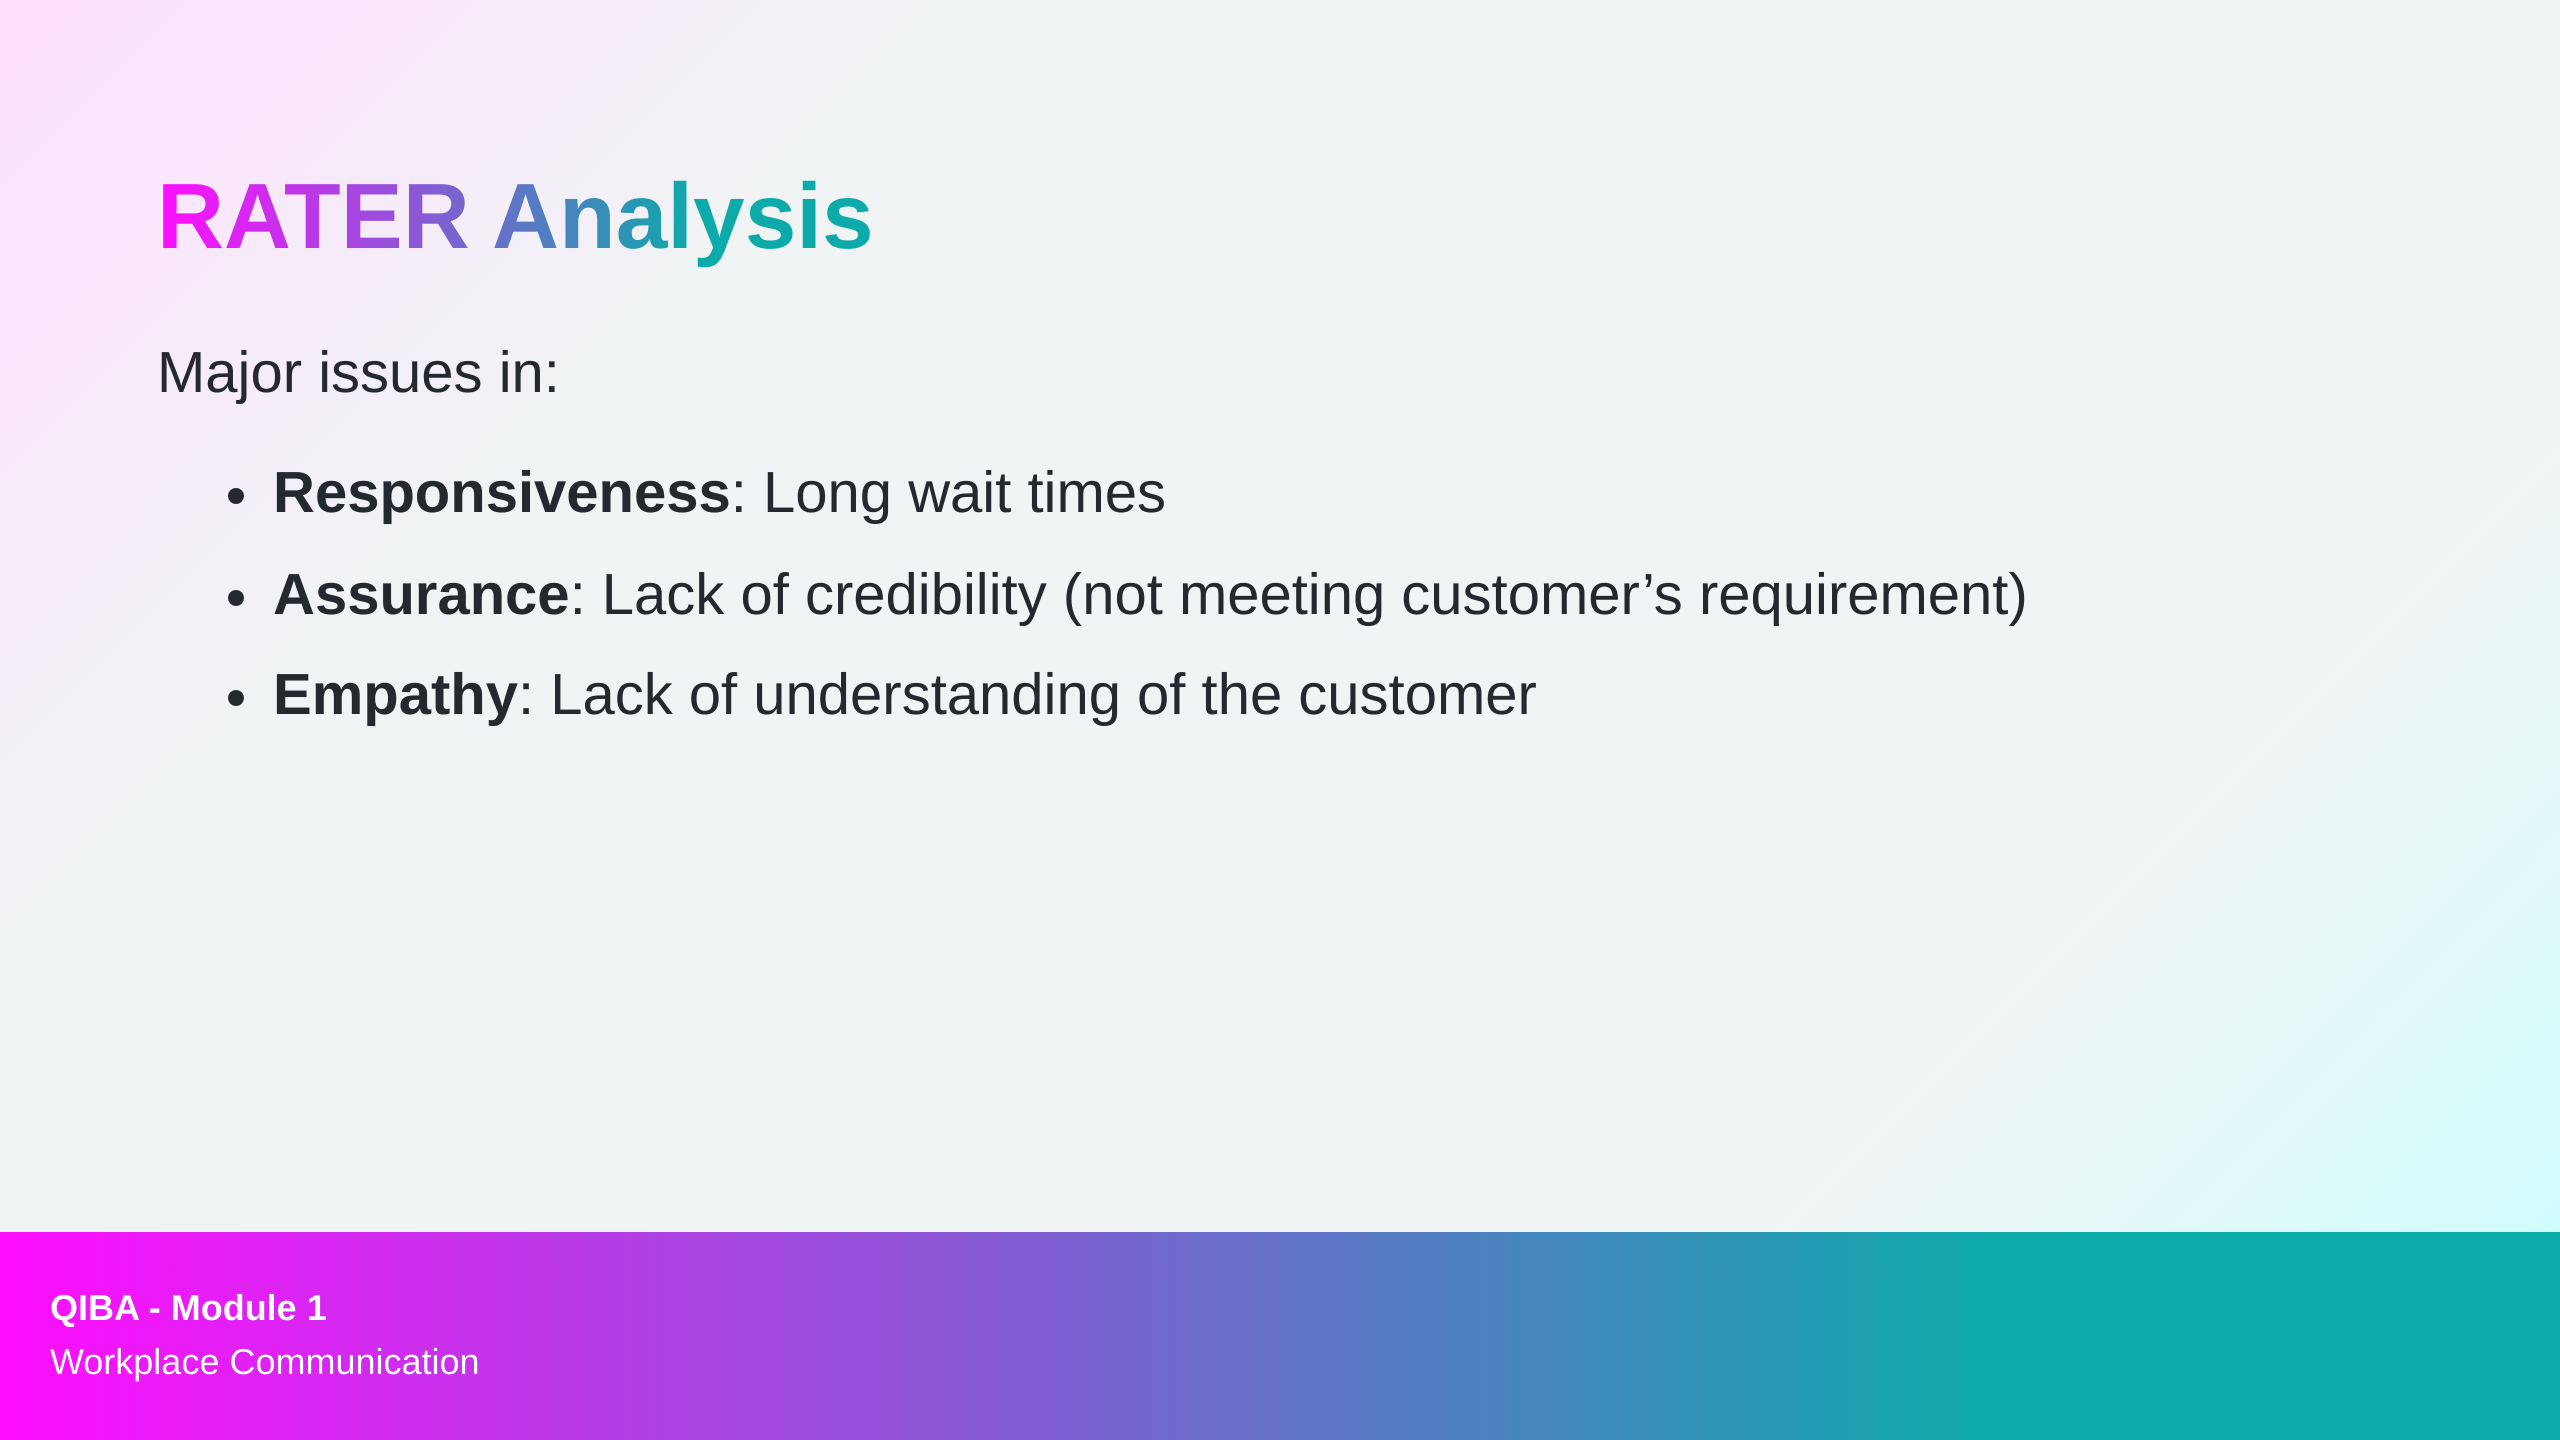 RATER Analysis
Major issues in:
• Responsiveness: Long wait times
• Assurance: Lack of credibility (not meeting customer’s requirement)
• Empathy: Lack of understanding of the customer
QIBA - Module 1
Workplace Communication